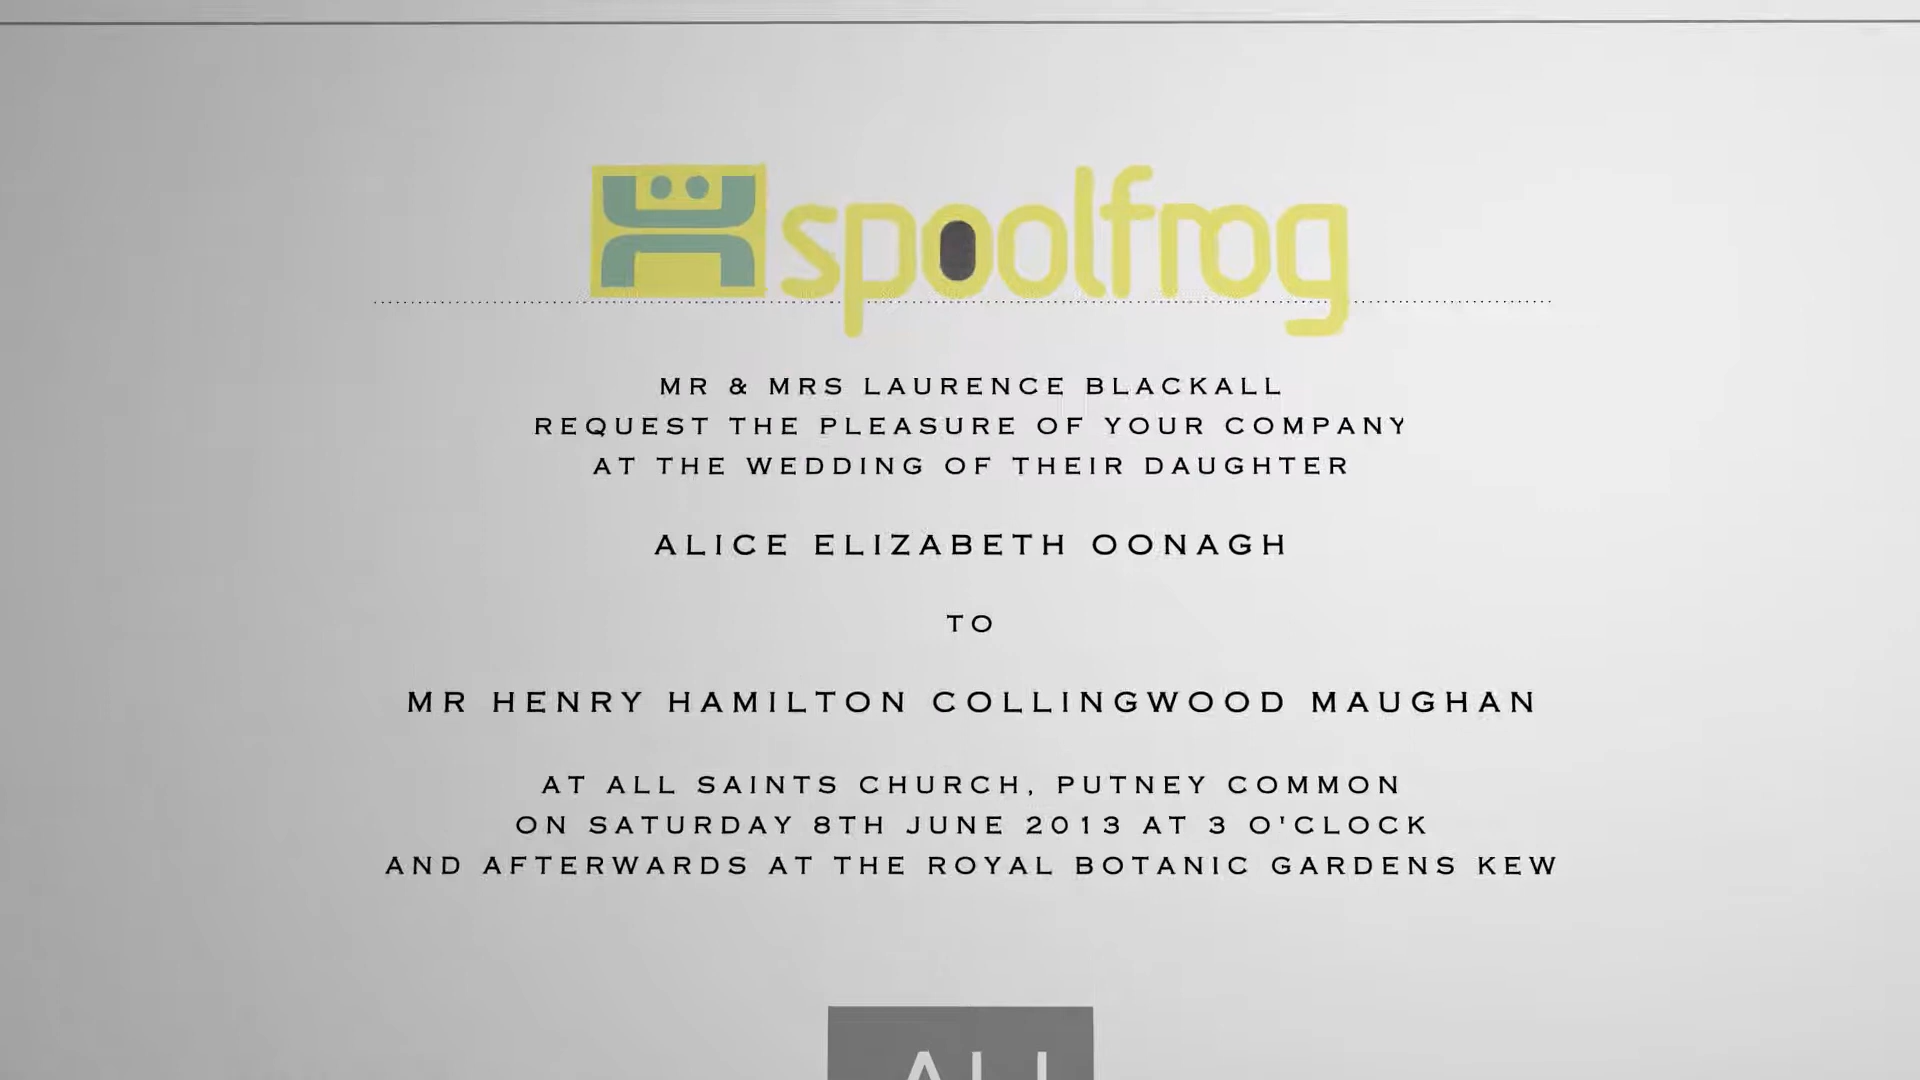 spoolfrog
MR & MRS LAURENCE BLACKALL
REQUEST THE PLEASURE OF YOUR COMPANY
AT THE WEDDING OF THEIR DAUGHTER
ALICE ELIZABETH OONAGH
TO
MR HENRY HAMILTON COLLINGWOOD MAUGHAN
AT ALL SAINTS CHURCH, PUTNEY COMMON
ON SATURDAY 8TH JUNE 2013 AT 3 O'CLOCK
AND AFTERWARDS AT THE ROYAL BOTANIC GARDENS KEW